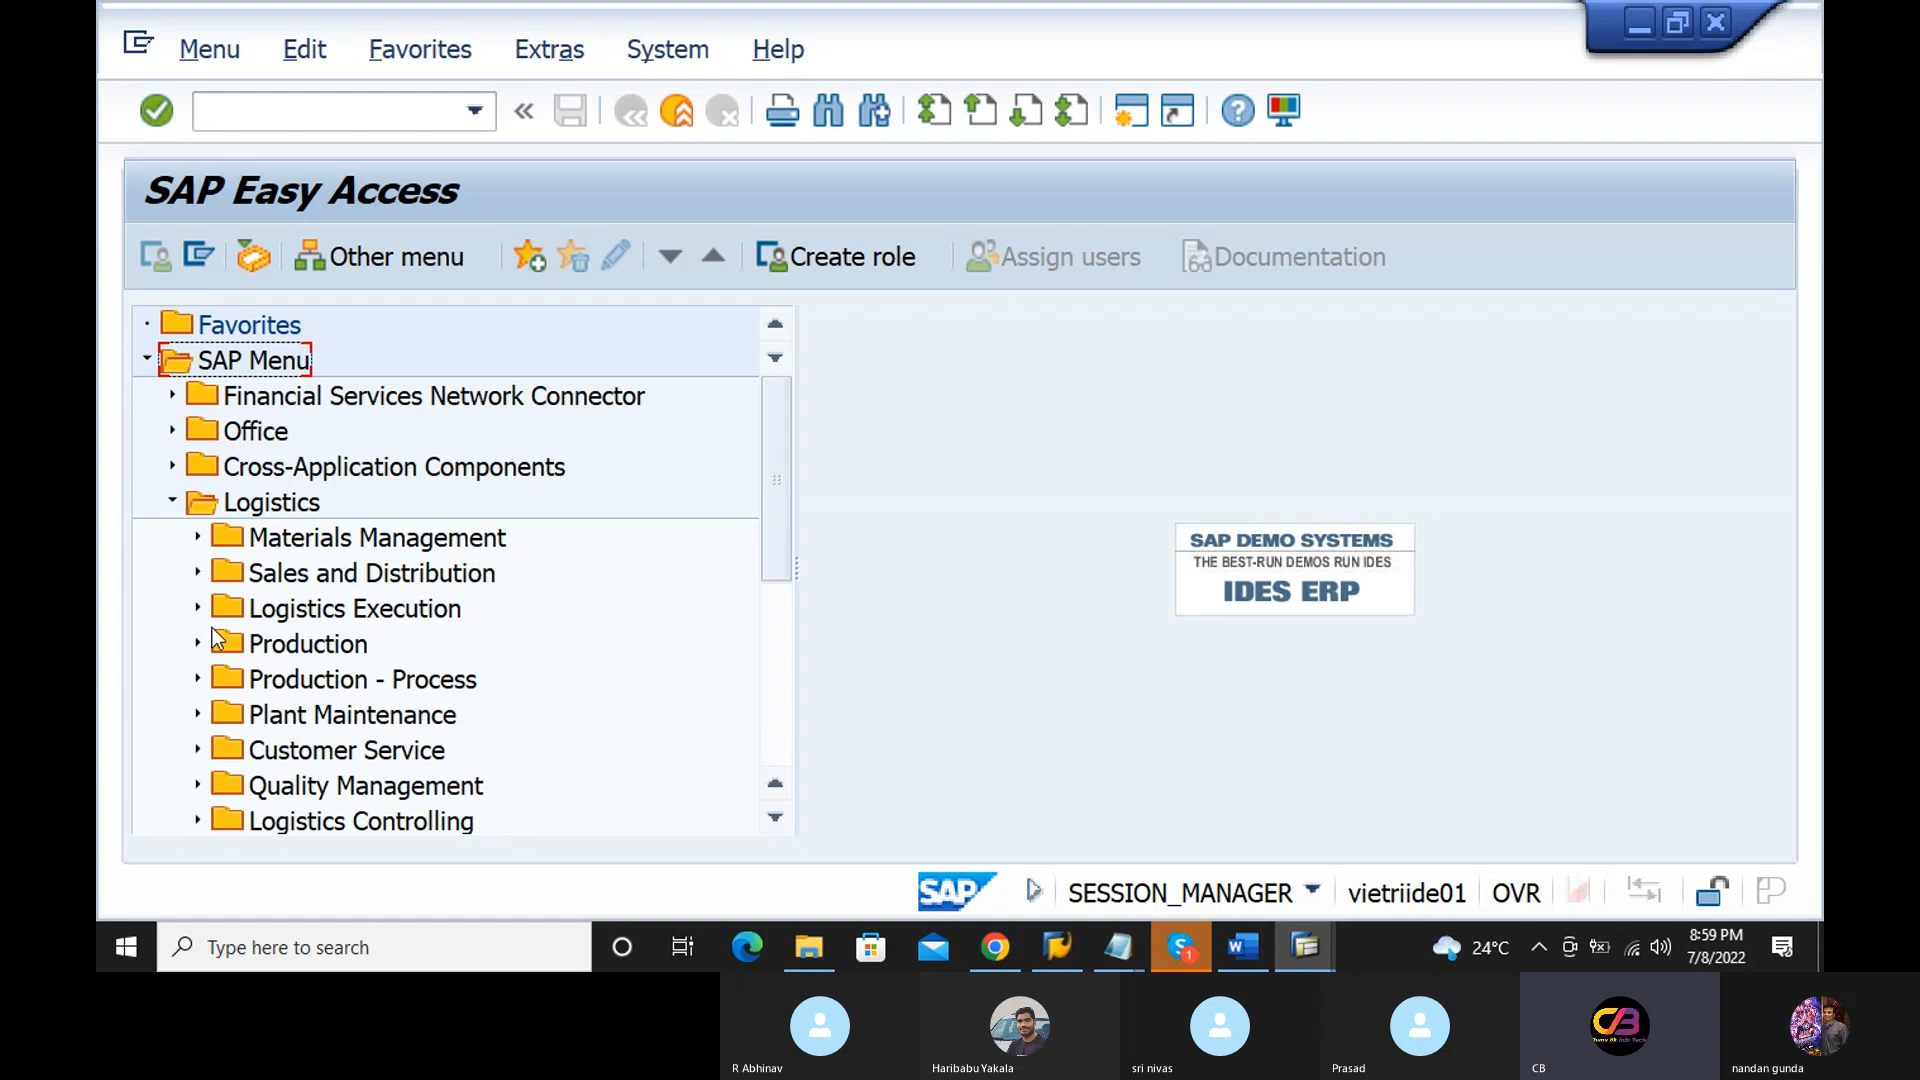 Menu Edit Favorites Extras System Help
SAP Easy Access
Other menu Create role Assign users Documentation
Favorites
SAP Menu
Financial Services Network Connector
Office
Cross-Application Components
Logistics
Materials Management
Sales and Distribution
Logistics Execution
Production
Production - Process
Plant Maintenance
Customer Service
Quality Management
Logistics Controlling
SAP DEMO SYSTEMS
THE BEST-RUN DEMOS RUN IDES
IDES ERP
SAP SESSION_MANAGER vietriide01 OVR
Type here to search
1
24°C
8:59 PM
7/8/2022
R Abhinav Haribabu Yakala sri nivas Prasad CB nandan gunda